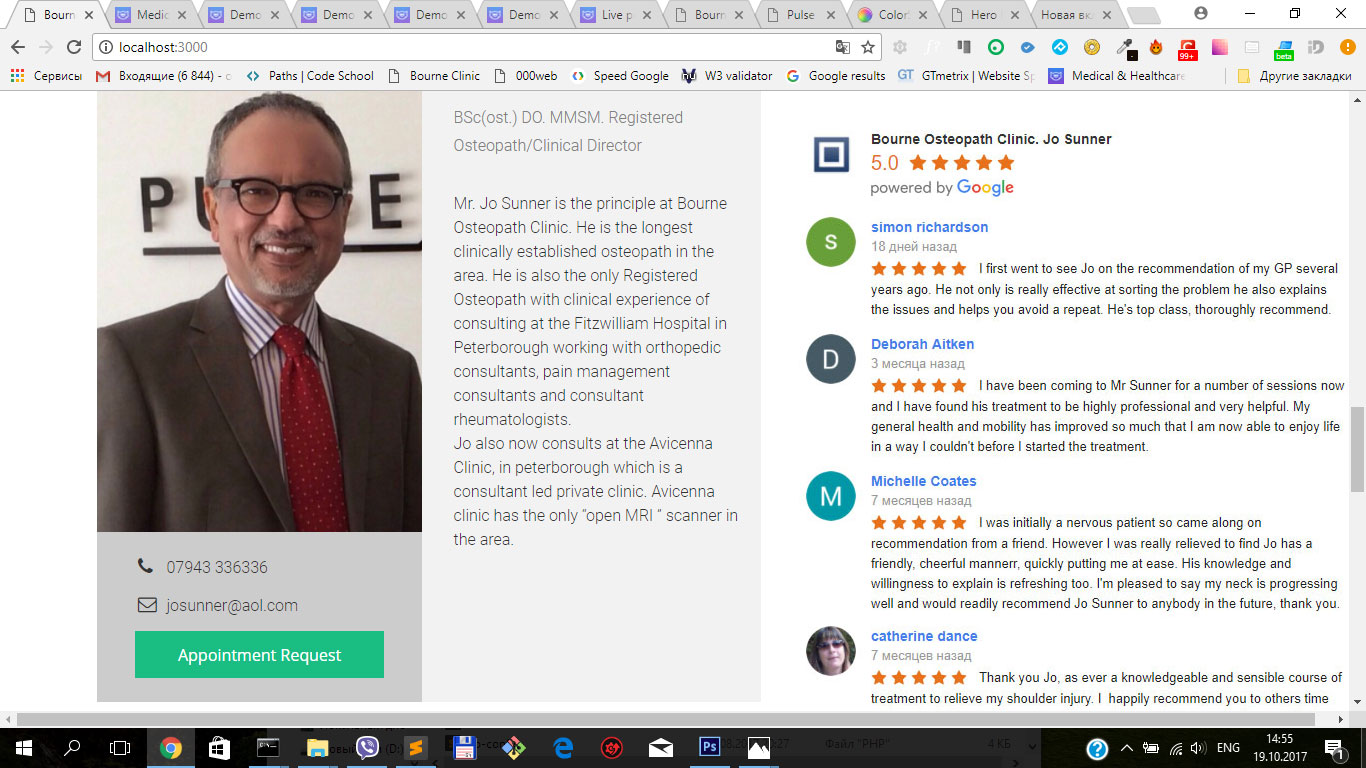 Bourn
Medic
Demo
Demo
Demo
Demo
Live p
Bourn
Pulse
Color
Hero
Новая вкл
localhost:3000
99+
beta
Сервисы
Входящие (6 844) - c
Paths | Code School
Bourne Clinic
000web
Speed Google
W3 validator
Google results
GT
GTmetrix | Website Sp
Medical & Healthcare
Другие закладки
BSc(ost.) DO. MMSM. Registered
Osteopath/Clinical Director
Mr. Jo Sunner is the principle at Bourne
Osteopath Clinic. He is the longest
clinically established osteopath in the
area. He is also the only Registered
Osteopath with clinical experience of
consulting at the Fitzwilliam Hospital in
Peterborough working with orthopedic
consultants, pain management
consultants and consultant
rheumatologists.
Jo also now consults at the Avicenna
Clinic, in peterborough which is a
consultant led private clinic. Avicenna
clinic has the only “open MRI ” scanner in
the area.
07943 336336
josunner@aol.com
Appointment Request
Bourne Osteopath Clinic. Jo Sunner
5.0
powered by Google
S
simon richardson
18 дней назад
I first went to see Jo on the recommendation of my GP several
years ago. He not only is really effective at sorting the problem he also explains
the issues and helps you avoid a repeat. He's top class, thoroughly recommend.
D
Deborah Aitken
3 месяца назад
I have been coming to Mr Sunner for a number of sessions now
and I have found his treatment to be highly professional and very helpful. My
general health and mobility has improved so much that I am now able to enjoy life
in a way I couldn't before I started the treatment.
M
Michelle Coates
7 месяцев назад
I was initially a nervous patient so came along on
recommendation from a friend. However I was really relieved to find Jo has a
friendly, cheerful mannerr, quickly putting me at ease. His knowledge and
willingness to explain is refreshing too. I'm pleased to say my neck is progressing
well and would readily recommend Jo Sunner to anybody in the future, thank you.
catherine dance
7 месяцев назад
Thank you Jo, as ever a knowledgeable and sensible course of
treatment to relieve my shoulder injury. I happily recommend you to others time
Файл "PHP"
4 КБ
Ps
ENG
14:55
19.10.2017
1